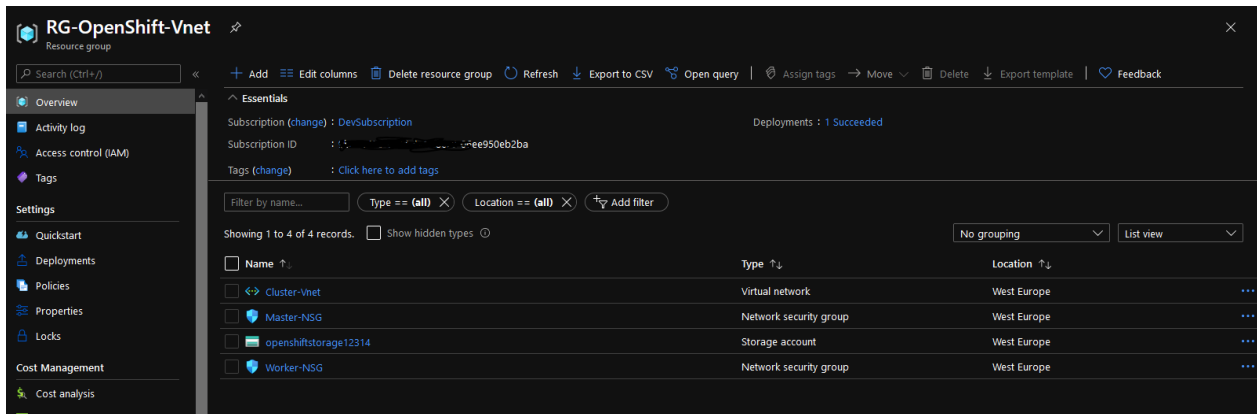 RG-OpenShift-Vnet
Resource group
Search (Ctrl+/)
«
Add
Edit columns
Delete resource group
Refresh
Export to CSV
Open query
Assign tags
Move
Delete
Export template
Feedback
Overview
Activity log
Access control (IAM)
Tags
Settings
Quickstart
Deployments
Policies
Properties
Locks
Cost Management
Cost analysis
Essentials
Subscription (change) : DevSubscription
Deployments : 1 Succeeded
Subscription ID : ee950eb2ba
Tags (change) : Click here to add tags
Filter by name...
Type == (all)
Location == (all)
Add filter
Showing 1 to 4 of 4 records.
Show hidden types
No grouping
List view
Name ↑↓ Type ↑↓ Location ↑↓
Cluster-Vnet Virtual network West Europe ...
Master-NSG Network security group West Europe ...
openshiftstorage12314 Storage account West Europe ...
Worker-NSG Network security group West Europe ...